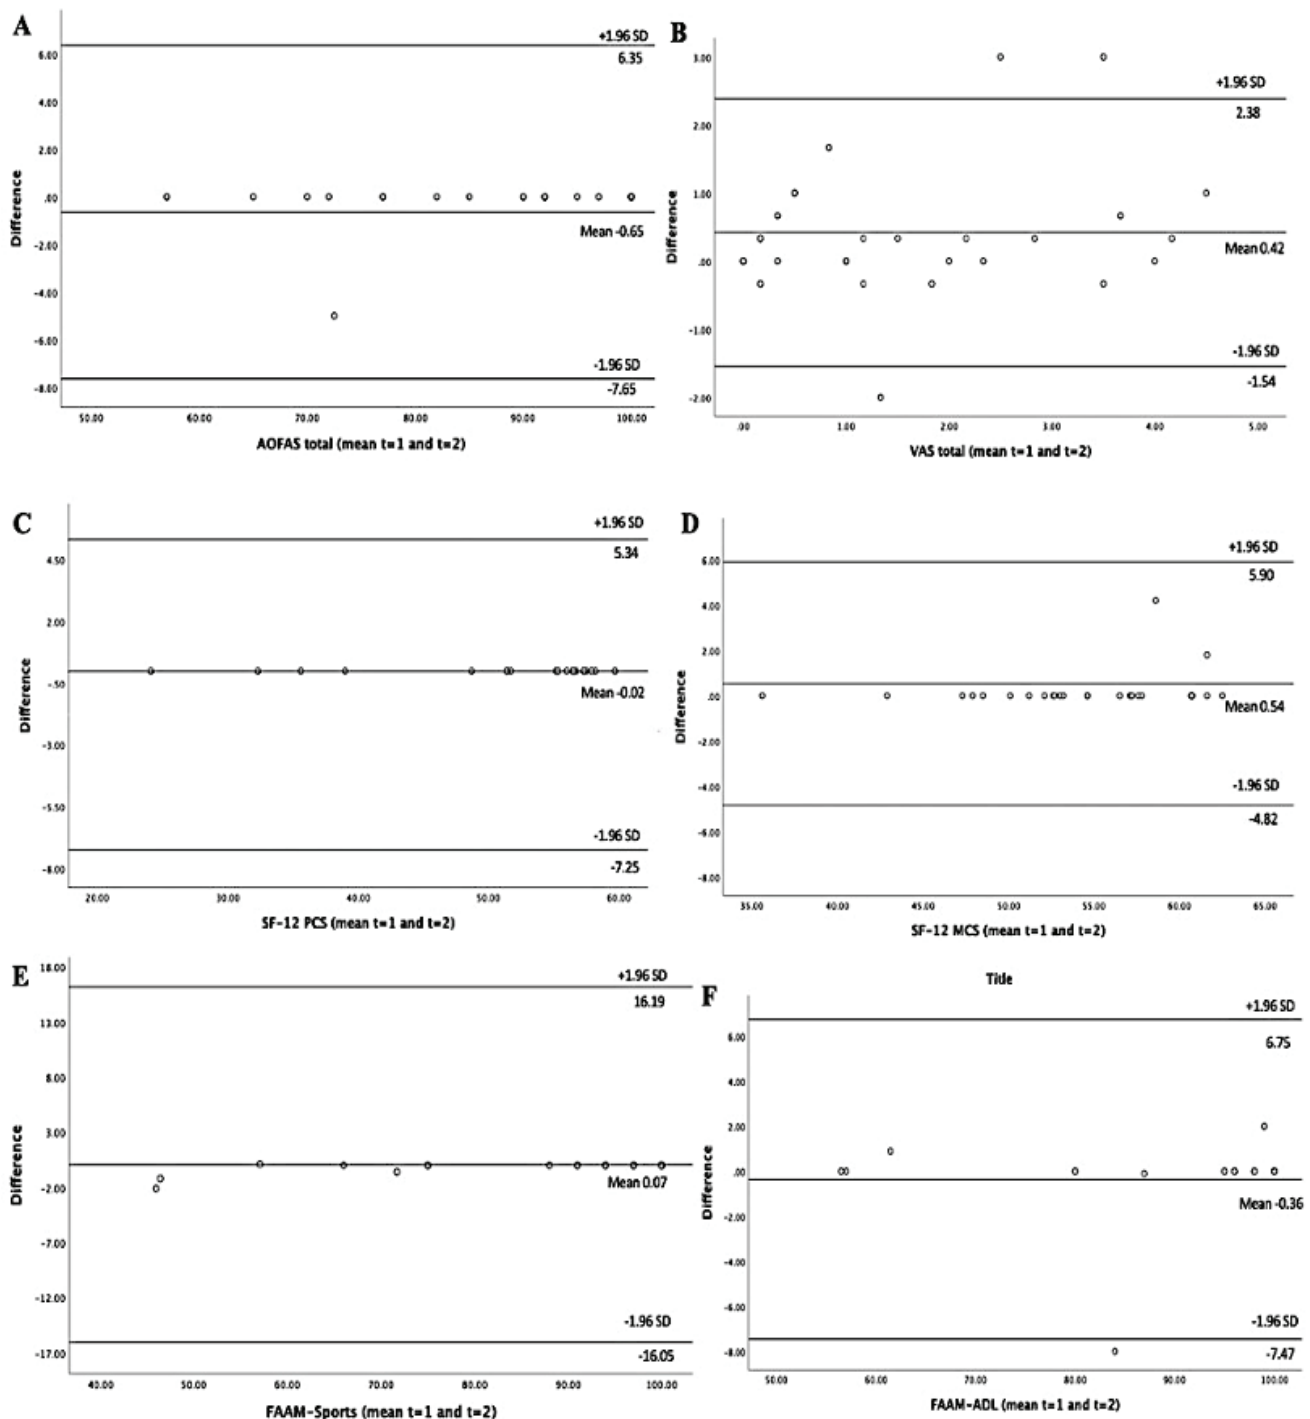 A
+1.96 SD
6.35
6.00
4.00
2.00
.00
-2.00
-4.00
-6.00
-8.00
Difference
Mean -0.65
-1.96 SD
-7.65
50.00 60.00 70.00 80.00 90.00 100.00
AOFAS total (mean t=1 and t=2)
B
+1.96 SD
2.38
3.00
2.00
1.00
.00
-1.00
-2.00
Difference
Mean 0.42
-1.96 SD
-1.54
.00 1.00 2.00 3.00 4.00 5.00
VAS total (mean t=1 and t=2)
C
+1.96 SD
5.34
4.50
2.00
-.50
-3.00
-5.50
-8.00
Difference
Mean -0.02
-1.96 SD
-7.25
20.00 30.00 40.00 50.00 60.00
SF-12 PCS (mean t=1 and t=2)
D
+1.96 SD
5.90
6.00
4.00
2.00
.00
-2.00
-4.00
-6.00
-8.00
Difference
Mean 0.54
-1.96 SD
-4.82
35.00 40.00 45.00 50.00 55.00 60.00 65.00
SF-12 MCS (mean t=1 and t=2)
E
+1.96 SD
16.19
18.00
13.00
8.00
3.00
-2.00
-7.00
-12.00
-17.00
Difference
Mean 0.07
-1.96 SD
-16.05
40.00 50.00 60.00 70.00 80.00 90.00 100.00
FAAM-Sports (mean t=1 and t=2)
Title
F
+1.96 SD
6.75
6.00
4.00
2.00
.00
-2.00
-4.00
-6.00
-8.00
Difference
Mean -0.36
-1.96 SD
-7.47
50.00 60.00 70.00 80.00 90.00 100.00
FAAM-ADL (mean t=1 and t=2)